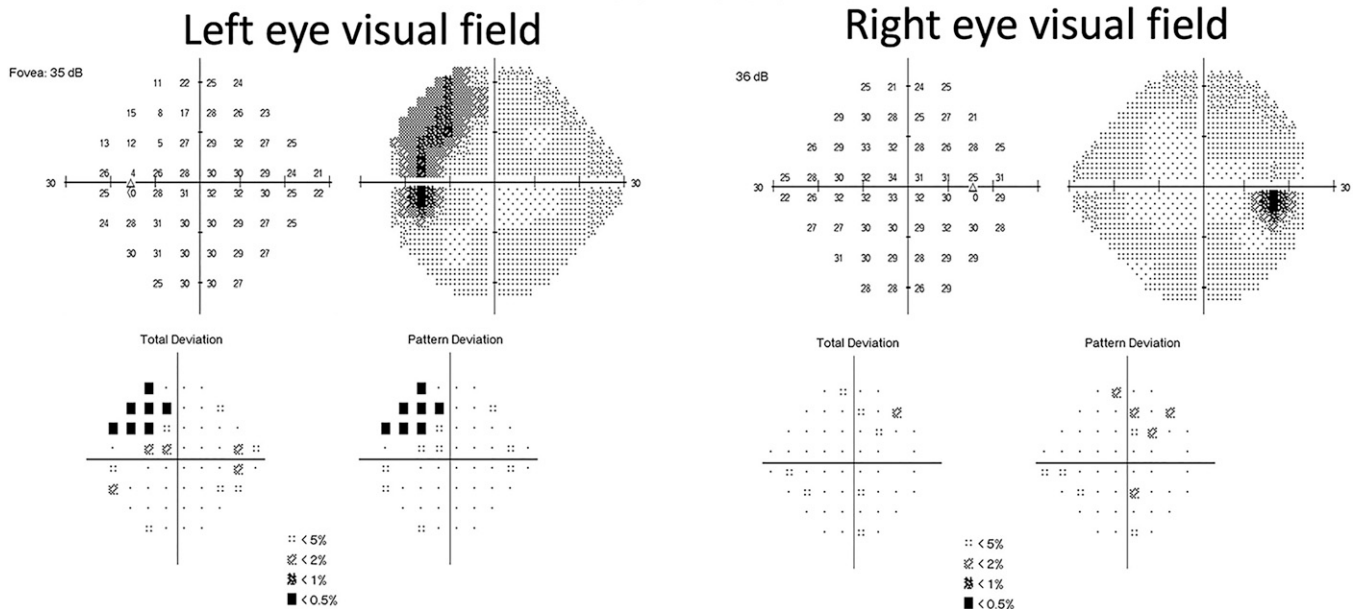 Left eye visual field
Fovea: 35 dB
11 22 25 24
15 8 17 28 26 23
13 12 5 27 29 32 27 25
26 4 26 28 30 30 29 24 21
30 30
25 0 28 31 32 32 30 25 22
24 28 31 30 30 29 27 25
30 31 30 30 29 27
25 30 30 27
Total Deviation
Pattern Deviation
< 5%
< 2%
< 1%
< 0.5%
Right eye visual field
36 dB
25 21 24 25
29 30 28 25 27 21
26 29 33 32 28 26 28 25
25 28 30 32 34 31 31 25 31
30 30
22 26 32 32 33 32 30 0 29
27 27 30 30 29 32 30 28
31 30 29 28 29 29
28 28 26 29
Total Deviation
Pattern Deviation
< 5%
< 2%
< 1%
< 0.5%